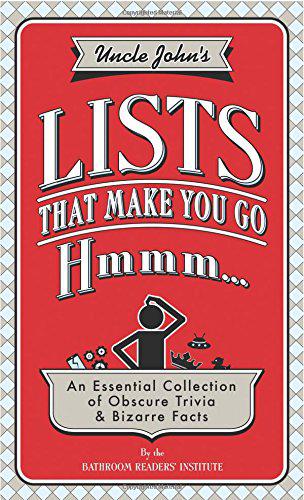 Uncle John's
LISTS
THAT MAKE YOU GO
Hmmm...
An Essential Collection
of Obscure Trivia
& Bizarre Facts
By the
BATHROOM READERS' INSTITUTE